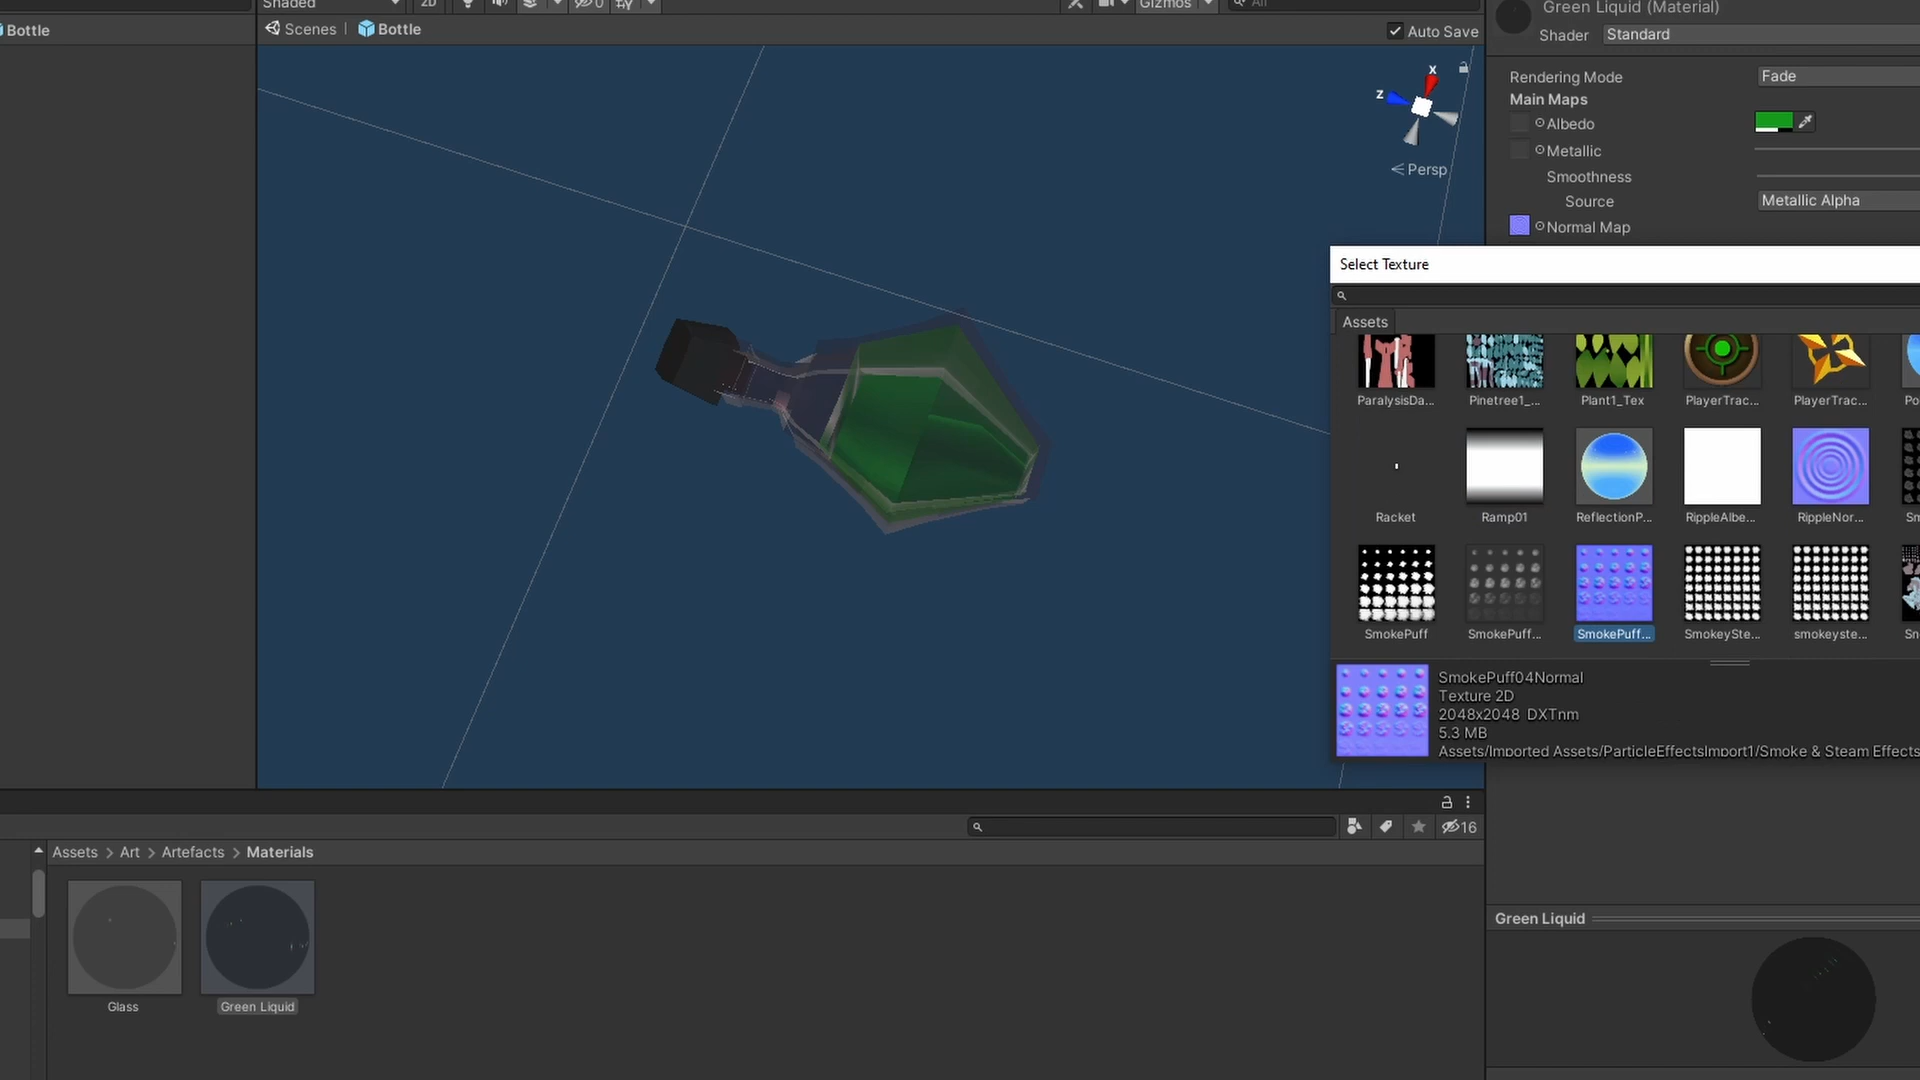 Shaded
2D
0
Gizmos
All
Bottle
Scenes
Bottle
Auto Save
x
z
Persp
Green Liquid (Material)
Shader
Standard
Rendering Mode
Fade
Main Maps
Albedo
Metallic
Smoothness
Source
Metallic Alpha
Normal Map
Select Texture
Assets
ParalysisDa...
Pinetree1_...
Plant1_Tex
PlayerTrac...
PlayerTrac...
Racket
Ramp01
ReflectionP...
RippleAlbe...
RippleNor...
SmokePuff
SmokePuff...
SmokePuff...
SmokeySte...
smokeyste...
SmokePuff04Normal
Texture 2D
2048x2048 DXTnm
5.3 MB
Assets/Imported Assets/ParticleEffectsImport1/Smoke & Steam Effects
16
Assets > Art > Artefacts > Materials
Glass
Green Liquid
Green Liquid